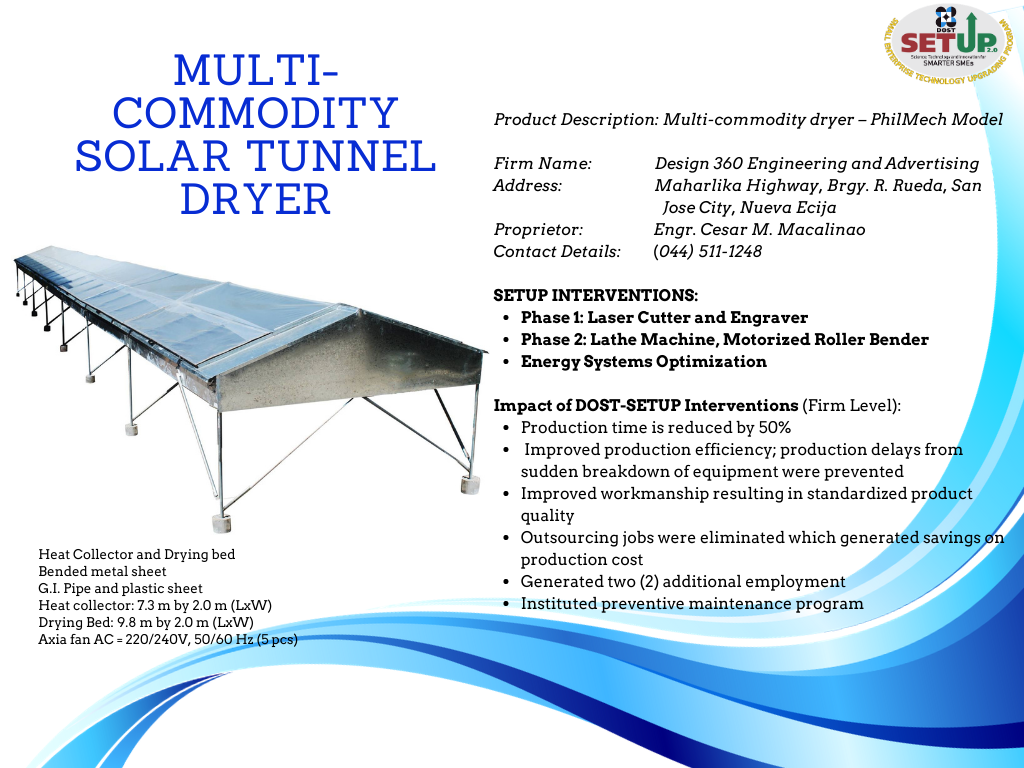 MULTI-
COMMODITY
SOLAR TUNNEL
DRYER
DOST
SETUP 2.0
Science Technology and Innovation for
SMARTER SMEs
SMALL ENTERPRISE TECHNOLOGY UPGRADING PROGRAM
Product Description: Multi-commodity dryer – PhilMech Model
Firm Name: Design 360 Engineering and Advertising
Address: Maharlika Highway, Brgy. R. Rueda, San
Jose City, Nueva Ecija
Proprietor: Engr. Cesar M. Macalinao
Contact Details: (044) 511-1248
SETUP INTERVENTIONS:
• Phase 1: Laser Cutter and Engraver
• Phase 2: Lathe Machine, Motorized Roller Bender
• Energy Systems Optimization
Impact of DOST-SETUP Interventions (Firm Level):
• Production time is reduced by 50%
• Improved production efficiency; production delays from
sudden breakdown of equipment were prevented
• Improved workmanship resulting in standardized product
quality
• Outsourcing jobs were eliminated which generated savings on
production cost
• Generated two (2) additional employment
• Instituted preventive maintenance program
Heat Collector and Drying bed
Bended metal sheet
G.I. Pipe and plastic sheet
Heat collector: 7.3 m by 2.0 m (LxW)
Drying Bed: 9.8 m by 2.0 m (LxW)
Axia fan AC = 220/240V, 50/60 Hz (5 pcs)